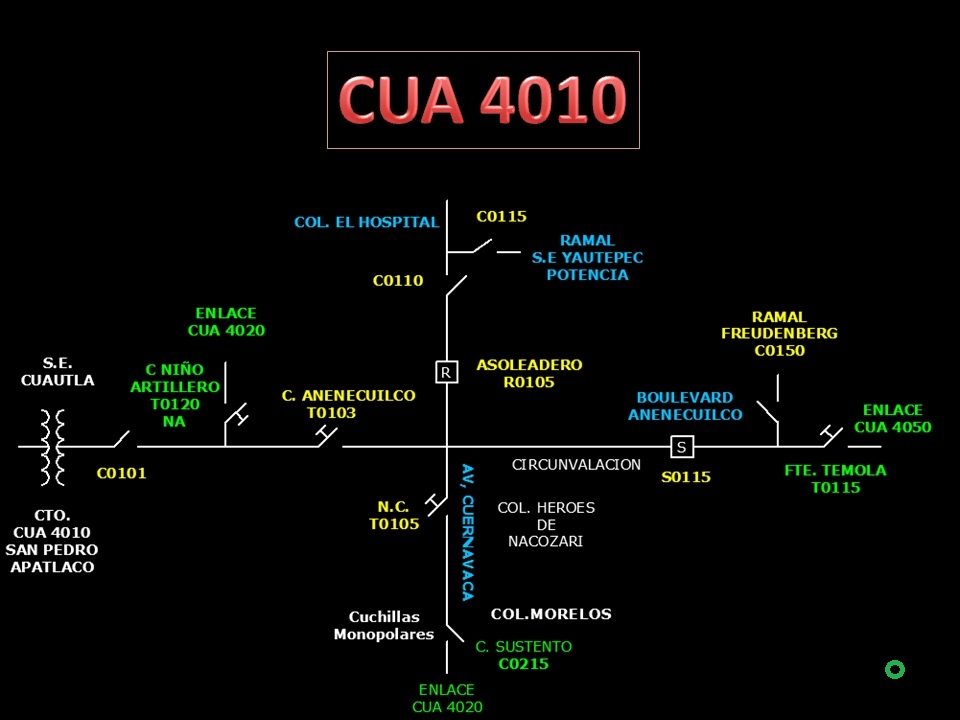 CUA 4010
COL. EL HOSPITAL
C0115
RAMAL
S.E YAUTEPEC
POTENCIA
C0110
ENLACE
CUA 4020
RAMAL
FREUDENBERG
C0150
S.E.
CUAUTLA
C NIÑO
ARTILLERO
T0120
NA
C. ANENECUILCO
T0103
R
ASOLEADERO
R0105
BOULEVARD
ANENECUILCO
ENLACE
CUA 4050
C0101
S
S0115
CIRCUNVALACION
FTE. TEMOLA
T0115
CTO.
CUA 4010
SAN PEDRO
APATLACO
N.C.
T0105
AV, CUERNAVACA
COL. HEROES
DE
NACOZARI
Cuchillas
Monopolares
COL.MORELOS
C. SUSTENTO
C0215
ENLACE
CUA 4020